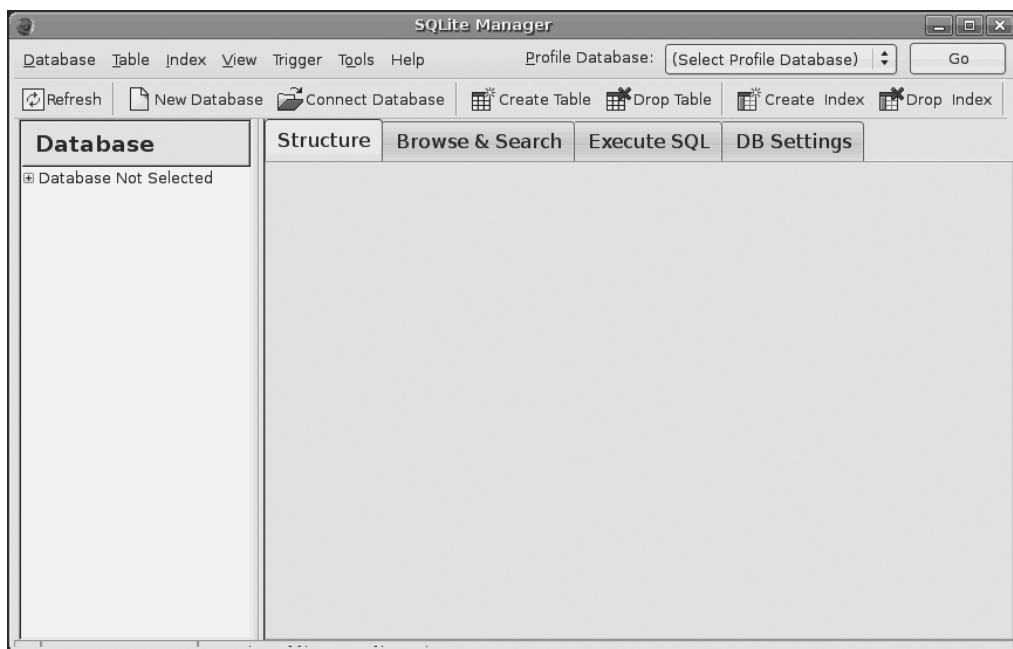 SQLite Manager
Database Table Index View Trigger Tools Help Profile Database: (Select Profile Database) Go
Refresh New Database Connect Database Create Table Drop Table Create Index Drop Index
Database Structure Browse & Search Execute SQL DB Settings
Database Not Selected